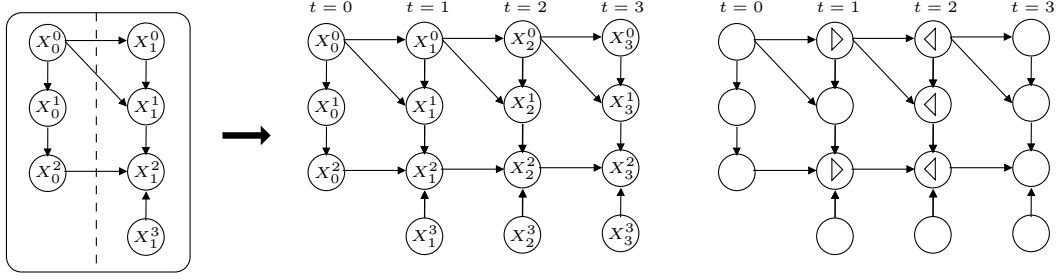 t = 0 t = 1 t = 2 t = 3 t = 0 t = 1 t = 2 t = 3
X_0^0 X_1^0 X_0^0 X_1^0 X_2^0 X_3^0
X_0^1 X_1^1 X_0^1 X_1^1 X_2^1 X_3^1
X_0^2 X_1^1 X_0^2 X_1^2 X_2^2 X_3^2
X_1^3 X_1^3 X_2^3 X_3^3